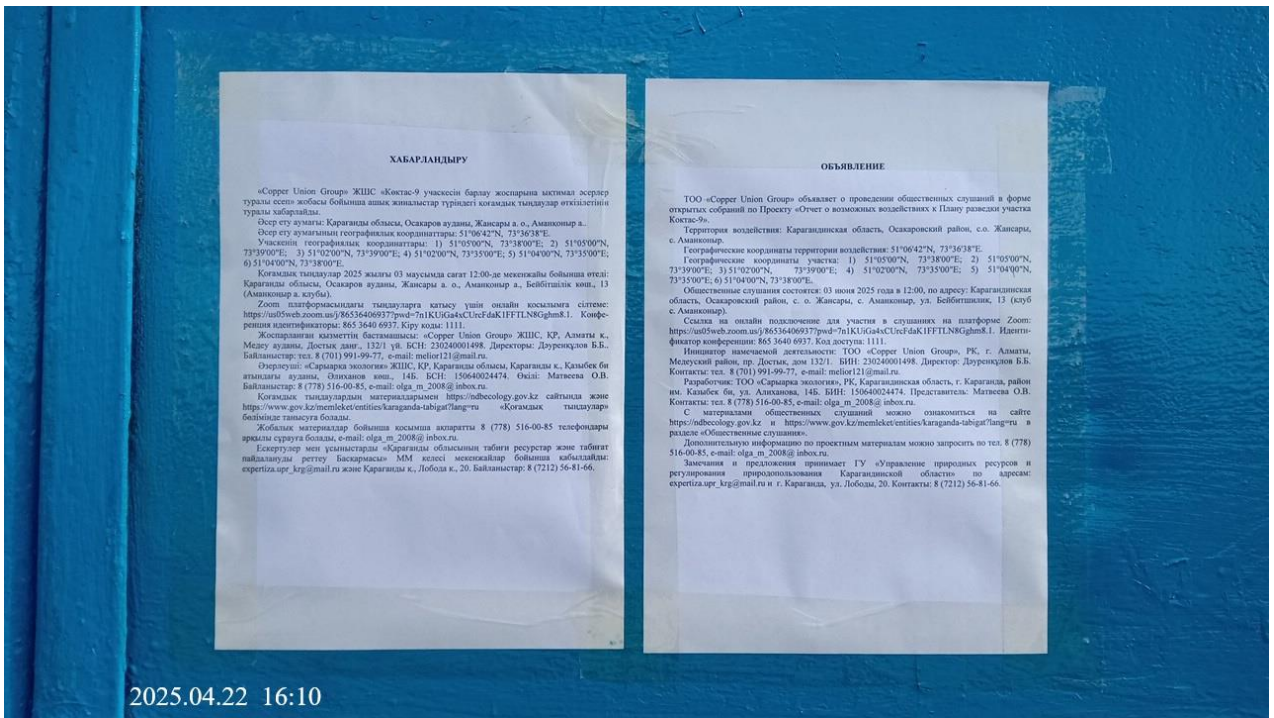 ХАБАРЛАНДЫРУ
«Copper Union Group» ЖШС «Көктас-9 учаскесін барлау жоспарына ықтимал әсерлер
туралы есеп» жобасы бойынша ашық жиналыстар түріндегі қоғамдық тыңдаулар өткізілетіні
туралы хабарлайды.
Әсер ету аумағы: Қарағанды облысы, Осакаров ауданы, Жансары а. о., Аманқоңыр а..
Әсер ету аумағының географиялық координаттары: 51°06'42"N, 73°36'38"E.
Учаскенің географиялық координаттары: 1) 51°05'00"N, 73°38'00"E; 2) 51°05'00"N,
73°39'00"E; 3) 51°02'00"N, 73°39'00"E; 4) 51°02'00"N, 73°35'00"E; 5) 51°04'00"N, 73°35'00"E;
6) 51°04'00"N, 73°38'00"E.
Қоғамдық тыңдаулар 2025 жылғы 03 маусымда сағат 12:00-де мекенжайы бойынша өтеді:
Қарағанды облысы, Осакаров ауданы, Жансары а. о., Аманқоңыр а., Бейбітшілік көш., 13
(Аманқоңыр а. клубы).
Zoom платформасындағы тыңдауларға қатысу үшін онлайн қосылымға сілтеме:
https://us05web.zoom.us/j/86536406937?pwd=7n1KUiGa4xCUrcFdaK1FFTLN8Gghm8.1. Конфе-
ренция идентификаторы: 865 3640 6937. Кіру коды: 1111.
Жоспарланған қызметтің бастамашысы: «Copper Union Group» ЖШС, ҚР, Алматы қ.,
Медеу ауданы, Достық даңғ., 132/1 үй. БСН: 230240001498. Директоры: Дәуренқұлов Б.Б..
Байланыстар: тел. 8 (701) 991-99-77, e-mail: melior121@mail.ru.
Әзірлеуші: «Сарыарка экология» ЖШС, ҚР, Қарағанды облысы, Қарағанды қ., Қазыбек би
атындағы ауданы, Әлиханов көш., 14Б. БСН: 150640024474. Өкілі: Матвеева О.В.
Байланыстар: 8 (778) 516-00-85, e-mail: olga_m_2008@ inbox.ru.
Қоғамдық тыңдаулардың материалдарымен https://ndbecology.gov.kz сайтында және
https://www.gov.kz/memleket/entities/karaganda-tabigat?lang=ru «Қоғамдық тыңдаулар»
бөлімінде танысуға болады.
Жобалық материалдар бойынша қосымша ақпаратты 8 (778) 516-00-85 телефондары
арқылы сұрауға болады, e-mail: olga_m_2008@ inbox.ru.
Ескертулер мен ұсыныстарды «Қарағанды облысының табиғи ресурстар және табиғат
пайдалануды реттеу Басқармасы» ММ келесі мекенжайлар бойынша қабылдайды:
expertiza.upr_krg@mail.ru және Қарағанды қ., Лобода к., 20. Байланыстар: 8 (7212) 56-81-66.
ОБЪЯВЛЕНИЕ
ТОО «Copper Union Group» объявляет о проведении общественных слушаний в форме
открытых собраний по Проекту «Отчет о возможных воздействиях к Плану разведки участка
Коктас-9».
Территория воздействия: Карагандинская область, Осакаровский район, с.о. Жансары,
с. Аманконыр.
Географические координаты территории воздействия: 51°06'42"N, 73°36'38"E.
Географические координаты участка: 1) 51°05'00"N, 73°38'00"E; 2) 51°05'00"N,
73°39'00"E; 3) 51°02'00"N, 73°39'00"E; 4) 51°02'00"N, 73°35'00"E; 5) 51°04'00"N,
73°35'00"E; 6) 51°04'00"N, 73°38'00"E.
Общественные слушания состоятся: 03 июня 2025 года в 12:00, по адресу: Карагандинская
область, Осакаровский район, с. о. Жансары, с. Аманконыр, ул. Бейбитшилик, 13 (клуб
с. Аманконыр).
Ссылка на онлайн подключение для участия в слушаниях на платформе Zoom:
https://us05web.zoom.us/j/86536406937?pwd=7n1KUiGa4xCUrcFdaK1FFTLN8Gghm8.1. Иденти-
фикатор конференции: 865 3640 6937. Код доступа: 1111.
Инициатор намечаемой деятельности: ТОО «Copper Union Group», РК, г. Алматы,
Медеуский район, пр. Достык, дом 132/1. БИН: 230240001498. Директор: Дәуренқұлов Б.Б.
Контакты: тел. 8 (701) 991-99-77, e-mail: melior121@mail.ru.
Разработчик: ТОО «Сарыарка экология», РК, Карагандинская область, г. Караганда, район
им. Казыбек би, ул. Алиханова, 14Б. БИН: 150640024474. Представитель: Матвеева О.В.
Контакты: тел. 8 (778) 516-00-85, e-mail: olga_m_2008@ inbox.ru.
С материалами общественных слушаний можно ознакомиться на сайте
https://ndbecology.gov.kz и https://www.gov.kz/memleket/entities/karaganda-tabigat?lang=ru в
разделе «Общественные слушания».
Дополнительную информацию по проектным материалам можно запросить по тел. 8 (778)
516-00-85, e-mail: olga_m_2008@ inbox.ru.
Замечания и предложения принимает ГУ «Управление природных ресурсов и
регулирования природопользования Карагандинской области» по адресам:
expertiza.upr_krg@mail.ru и г. Караганда, ул. Лободы, 20. Контакты: 8 (7212) 56-81-66.
2025.04.22 16:10